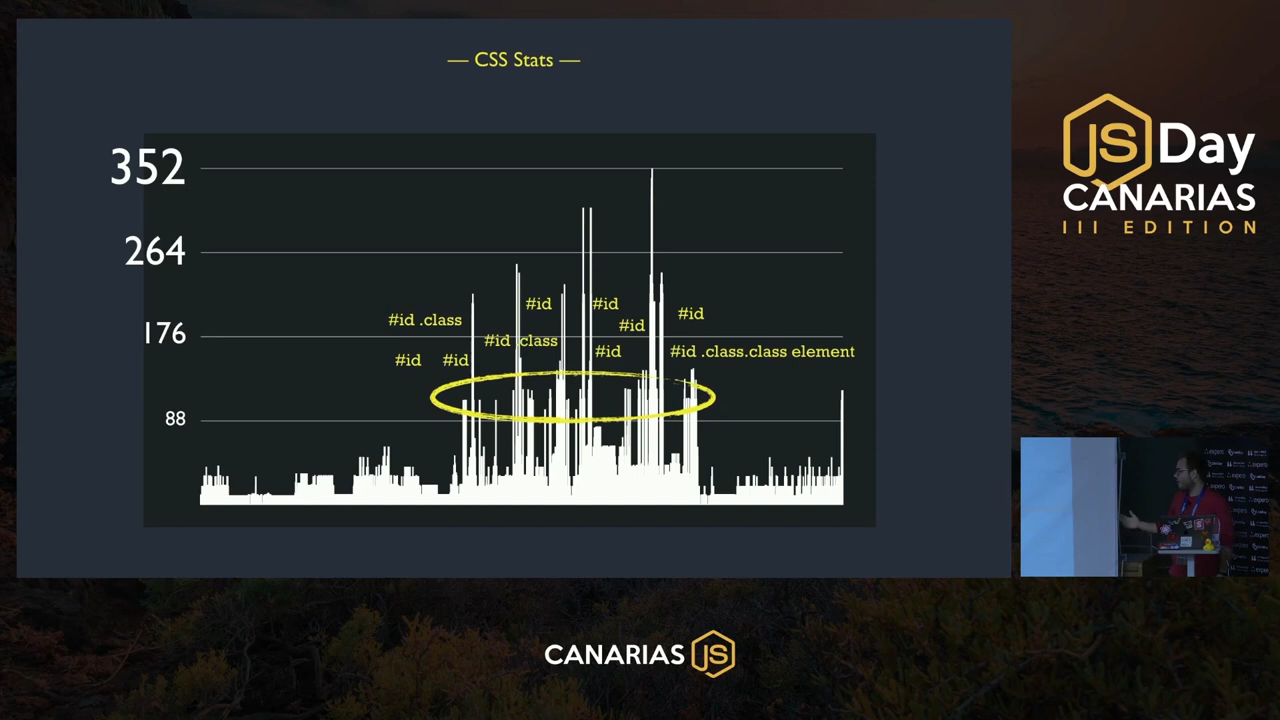 — CSS Stats —
352
264
176
88
#id .class
#id
#id
#id .class
#id
#id
#id
#id
#id
#id .class.class element
JS Day
CANARIAS
III EDITION
CANARIAS JS